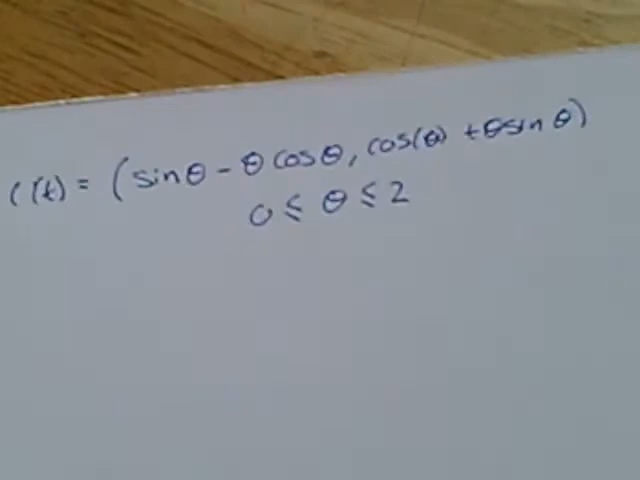 c(t) = (sinθ - θ cosθ, cos(θ) + θsin θ)
0 ≤ θ ≤ 2